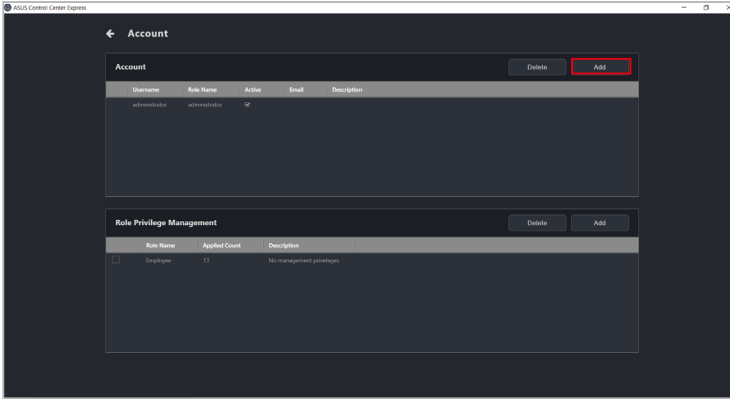 ASUS Control Center Express
Account
Account Delete Add
Username Role Name Active Email Description
administrator administrator
Role Privilege Management Delete Add
Role Name Applied Count Description
Employee 13 No management privelages